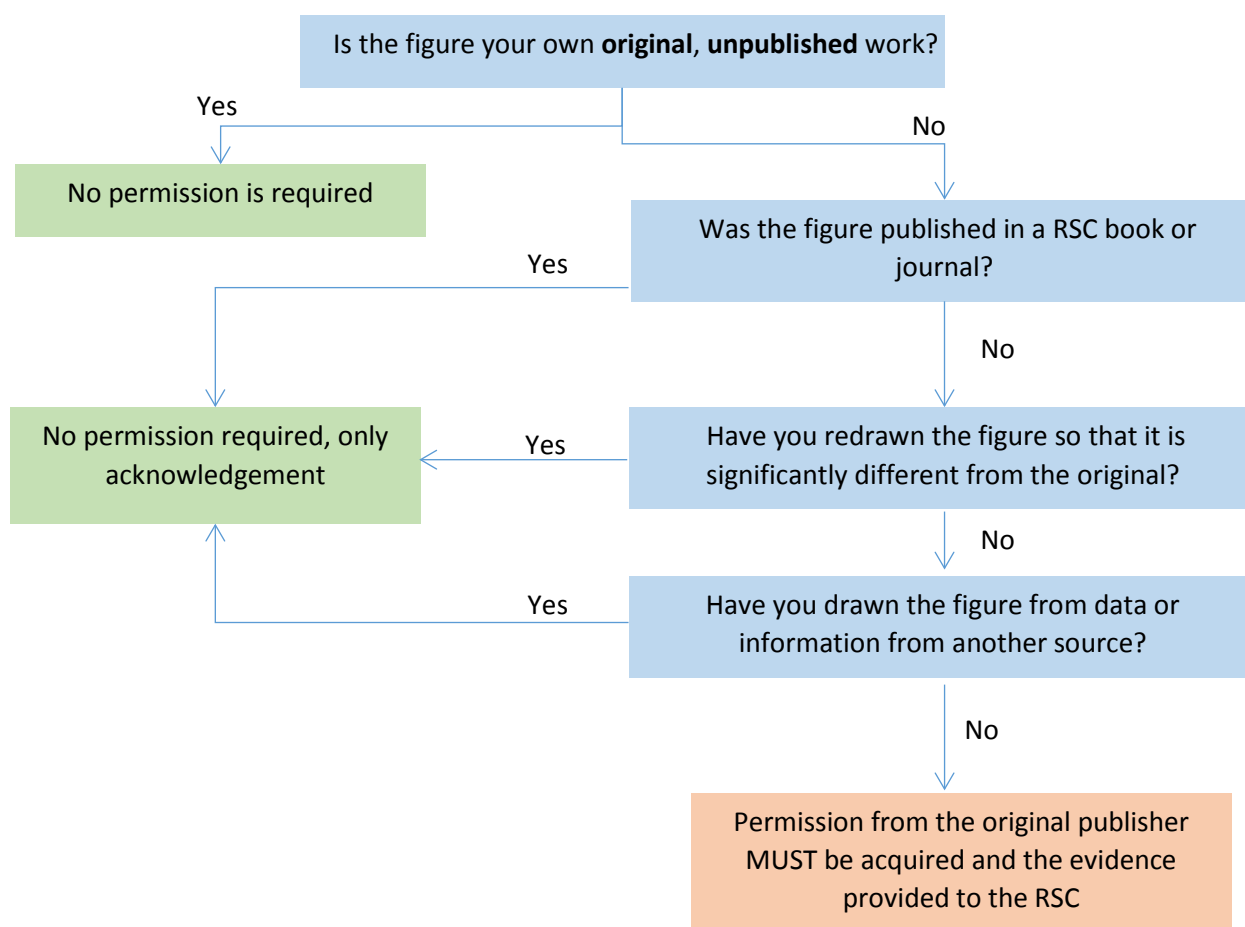 Is the figure your own original, unpublished work?
Yes
No
No permission is required
Was the figure published in a RSC book or
journal?
Yes
No
No permission required, only
acknowledgement
Yes
Have you redrawn the figure so that it is
significantly different from the original?
No
Yes
Have you drawn the figure from data or
information from another source?
No
Permission from the original publisher
MUST be acquired and the evidence
provided to the RSC